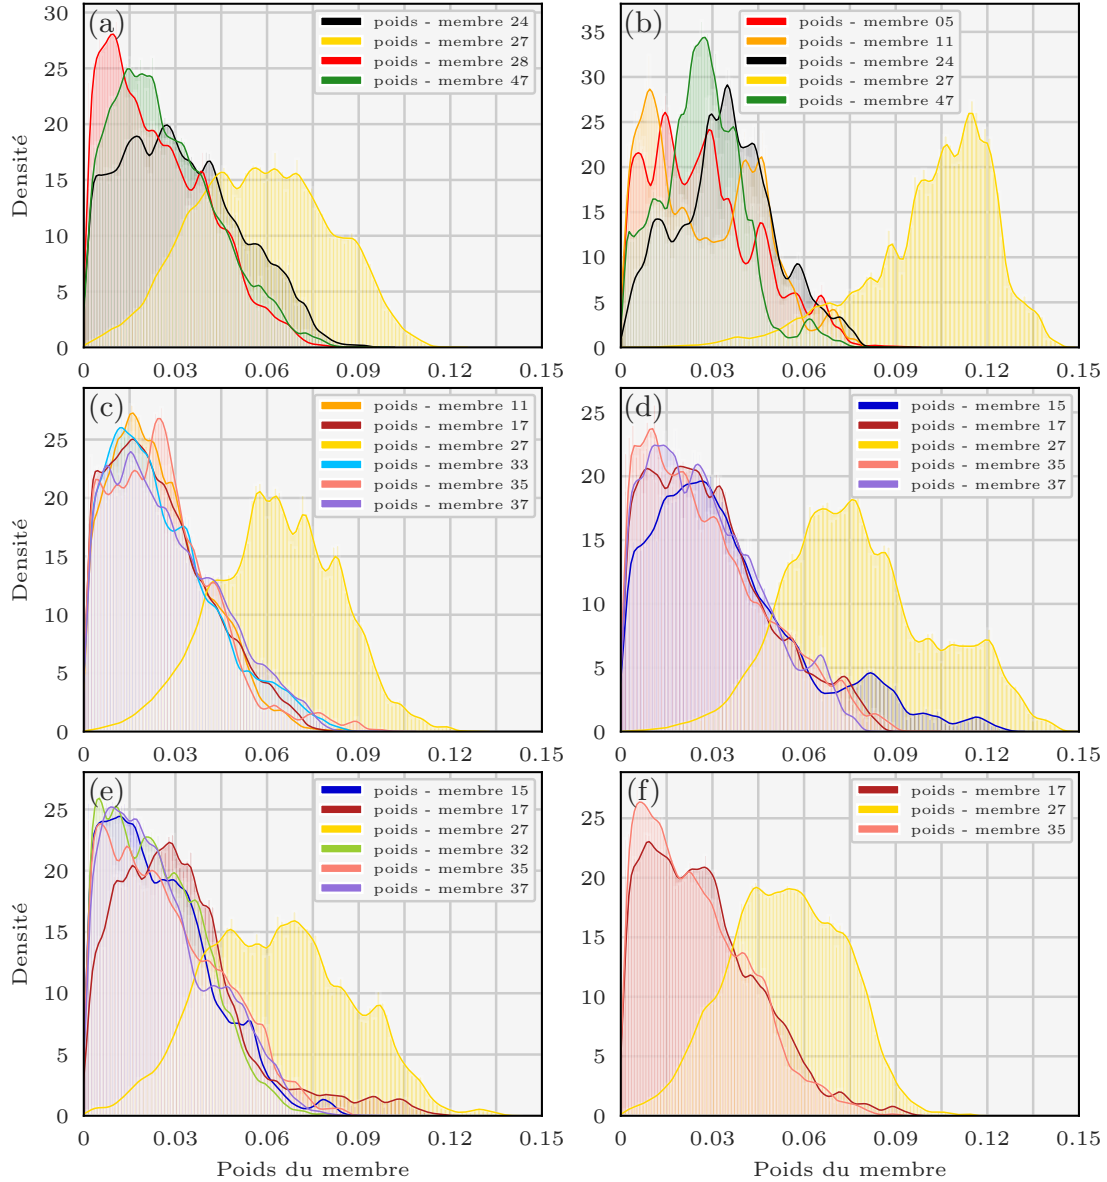 (a)
poids - membre 24
poids - membre 27
poids - membre 28
poids - membre 47
Densité
30
25
20
15
10
5
0
0 0.03 0.06 0.09 0.12 0.15
(b)
poids - membre 05
poids - membre 11
poids - membre 24
poids - membre 27
poids - membre 47
35
30
25
20
15
10
5
0
0 0.03 0.06 0.09 0.12 0.15
(c)
poids - membre 11
poids - membre 17
poids - membre 27
poids - membre 33
poids - membre 35
poids - membre 37
Densité
25
20
15
10
5
0
0 0.03 0.06 0.09 0.12 0.15
(d)
poids - membre 15
poids - membre 17
poids - membre 27
poids - membre 35
poids - membre 37
25
20
15
10
5
0
0 0.03 0.06 0.09 0.12 0.15
(e)
poids - membre 15
poids - membre 17
poids - membre 27
poids - membre 32
poids - membre 35
poids - membre 37
Densité
25
20
15
10
5
0
0 0.03 0.06 0.09 0.12 0.15
Poids du membre
(f)
poids - membre 17
poids - membre 27
poids - membre 35
25
20
15
10
5
0
0 0.03 0.06 0.09 0.12 0.15
Poids du membre